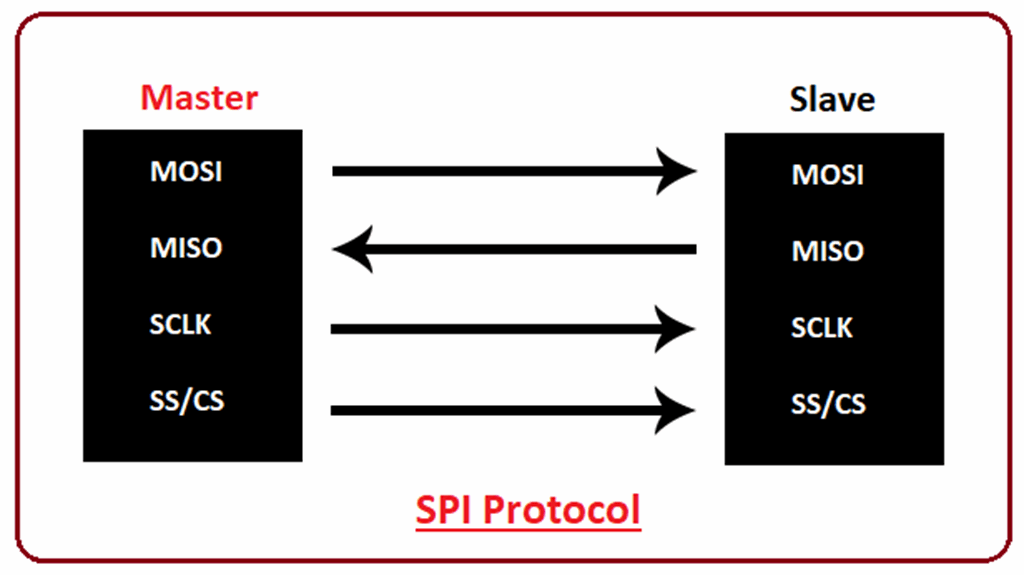 Master
Slave
MOSI
MOSI
MISO
MISO
SCLK
SCLK
SS/CS
SS/CS
SPI Protocol